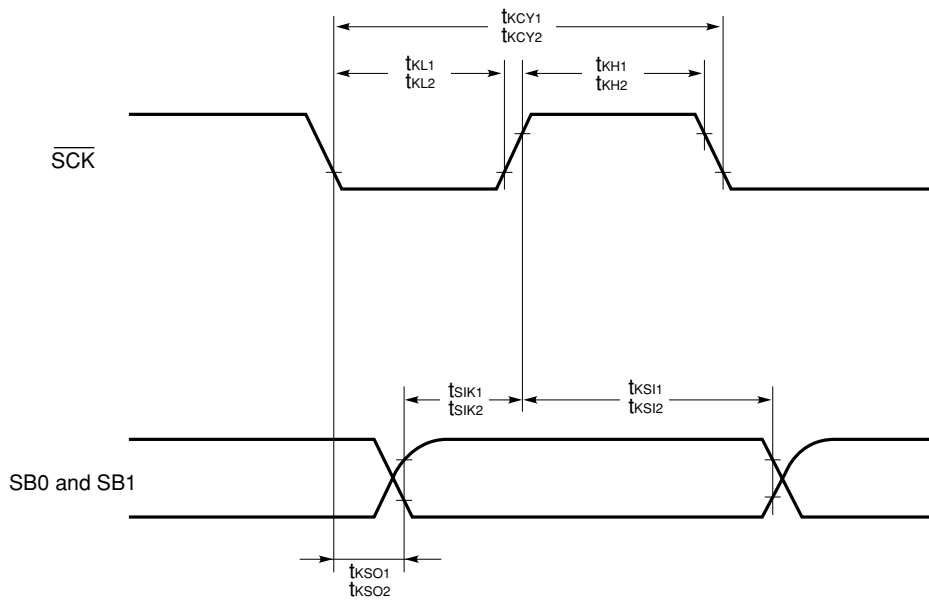 tKCY1
tKCY2
tKL1
tKL2
tKH1
tKH2
SCK
tSIK1
tSIK2
tKSI1
tKSI2
SB0 and SB1
tKSO1
tKSO2